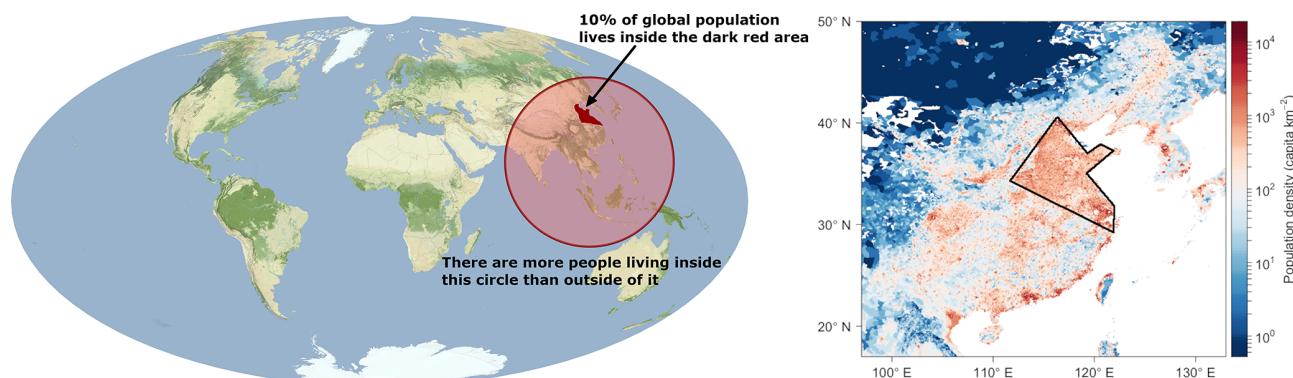 10% of global population
lives inside the dark red area
There are more people living inside
this circle than outside of it
50° N
40° N
30° N
20° N
100° E
110° E
120° E
130° E
10⁴
10³
10²
10¹
10⁰
Population density (capita km⁻²)